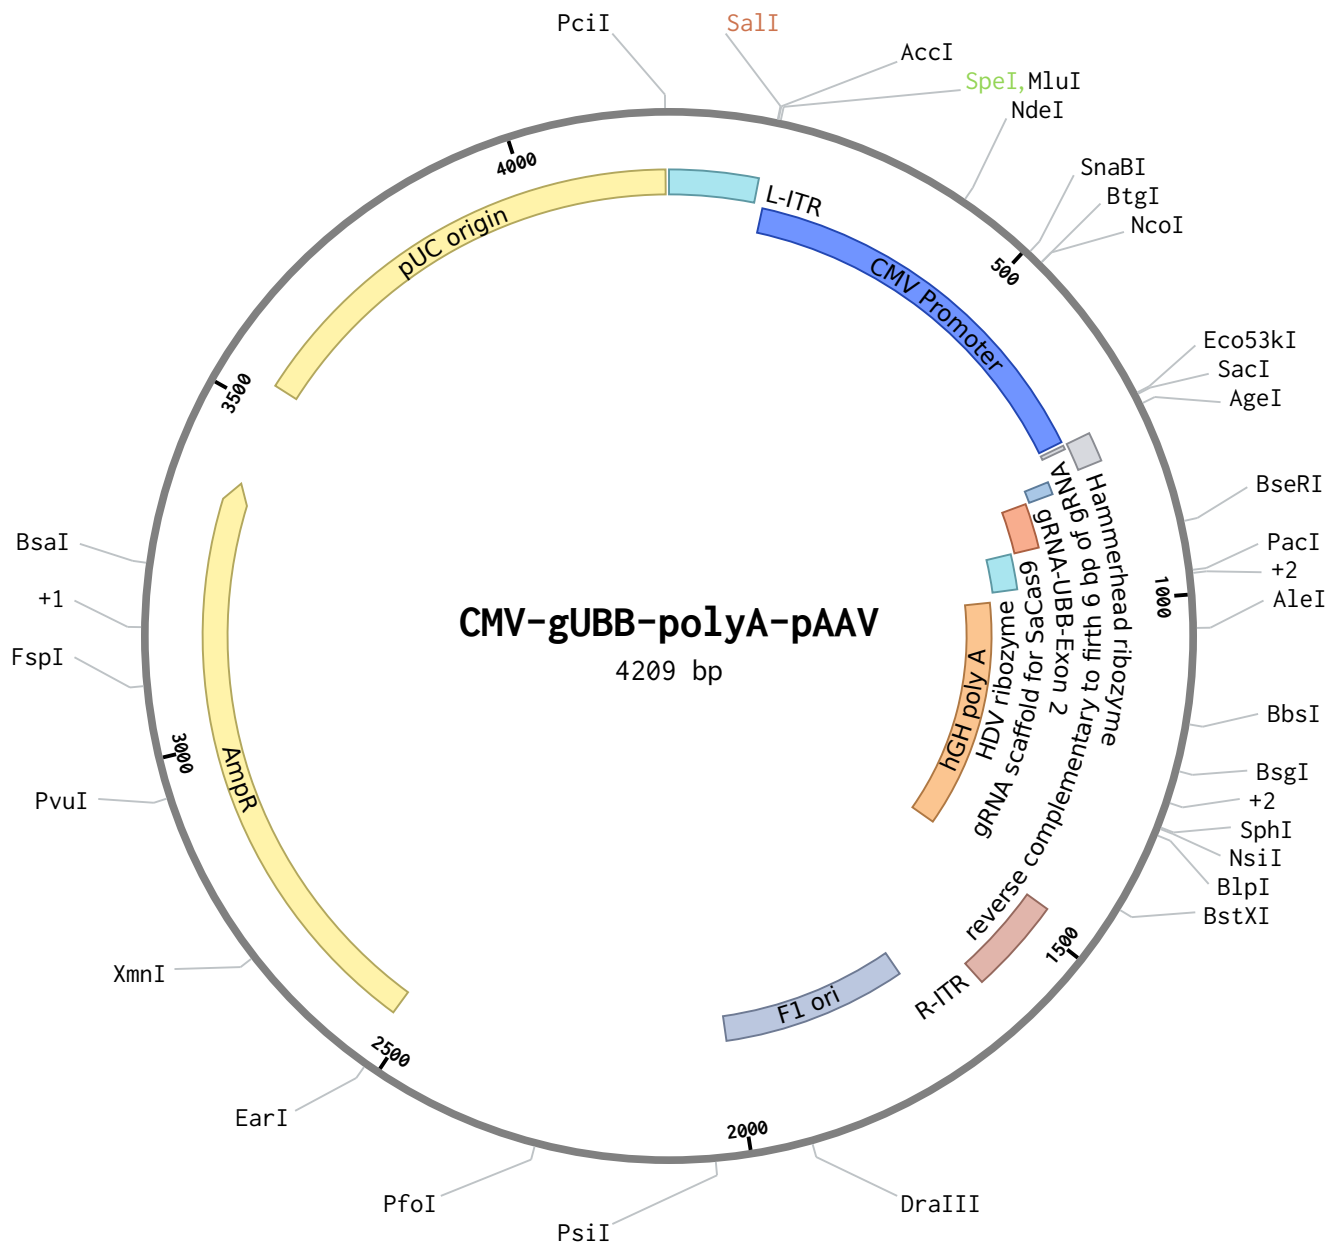 PciI
SalI
AccI
SpeI, MluI
NdeI
SnaBI
BtgI
NcoI
Eco53kI
SacI
AgeI
BseRI
PacI
+2
AleI
BbsI
BsgI
+2
SphI
NsiI
BlpI
BstXI
DraIII
PsiI
PfoI
EarI
XmnI
PvuI
FspI
+1
BsaI
500
1000
1500
2000
2500
3000
3500
4000
pUC origin
L-ITR
CMV Promoter
Hammerhead ribozyme
reverse complementary to firtn 6 bp of gRNA
gRNA-UBB-Exon 2
gRNA scaffold for SaCas9
HDV ribozyme
hGH poly A
R-ITR
F1 ori
AmpR
CMV-gUBB-polyA-pAAV
4209 bp